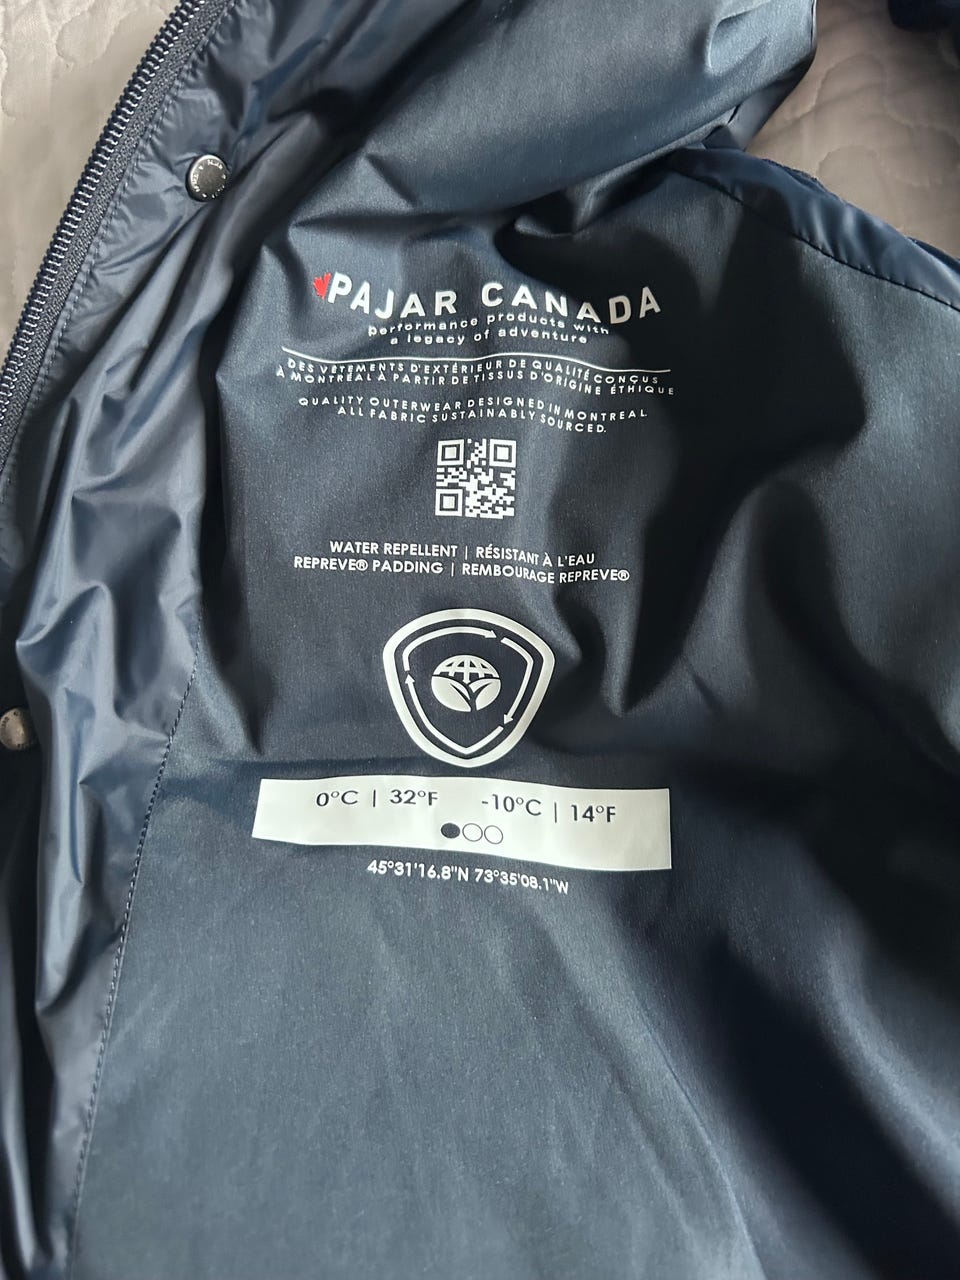 PAJAR CANADA
performance products with
a legacy of adventure
DES VÊTEMENTS D'EXTÉRIEUR DE QUALITÉ CONÇUS
À MONTRÉAL À PARTIR DE TISSUS D'ORIGINE ÉTHIQUE
QUALITY OUTERWEAR DESIGNED IN MONTREAL.
ALL FABRIC SUSTAINABLY SOURCED.
WATER REPELLENT | RÉSISTANT À L'EAU
REPREVE® PADDING | REMBOURAGE REPREVE®
0°C | 32°F -10°C | 14°F
45°31'16.8"N 73°35'08.1"W